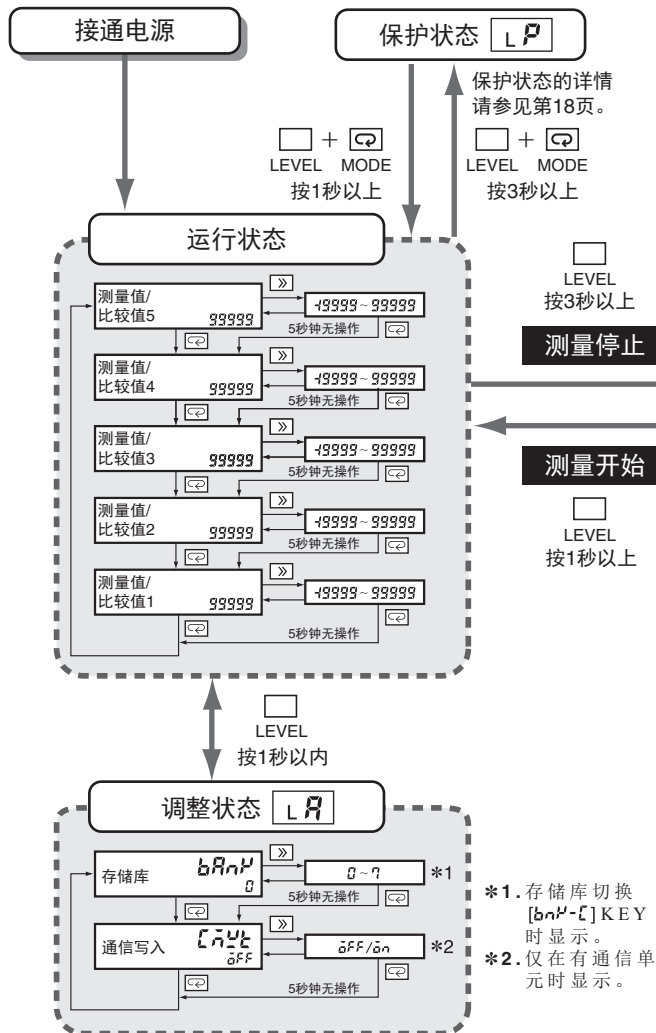 接通电源
保护状态 LP
保护状态的详情
请参见第18页。
+
LEVEL MODE
按1秒以上
+
LEVEL MODE
按3秒以上
运行状态
LEVEL
按3秒以上
测量停止
测量开始
LEVEL
按1秒以上
测量值/
比较值5 99999
-19999~99999
5秒钟无操作
测量值/
比较值4 99999
-19999~99999
5秒钟无操作
测量值/
比较值3 99999
-19999~99999
5秒钟无操作
测量值/
比较值2 99999
-19999~99999
5秒钟无操作
测量值/
比较值1 99999
-19999~99999
5秒钟无操作
LEVEL
按1秒以内
调整状态 LA
存储库 bAnK
0
0~7 *1
5秒钟无操作
通信写入 CMWt
oFF
oFF/on *2
5秒钟无操作
*1.存储库切换
[bnK-C]KEY
时显示。
*2.仅在有通信单
元时显示。